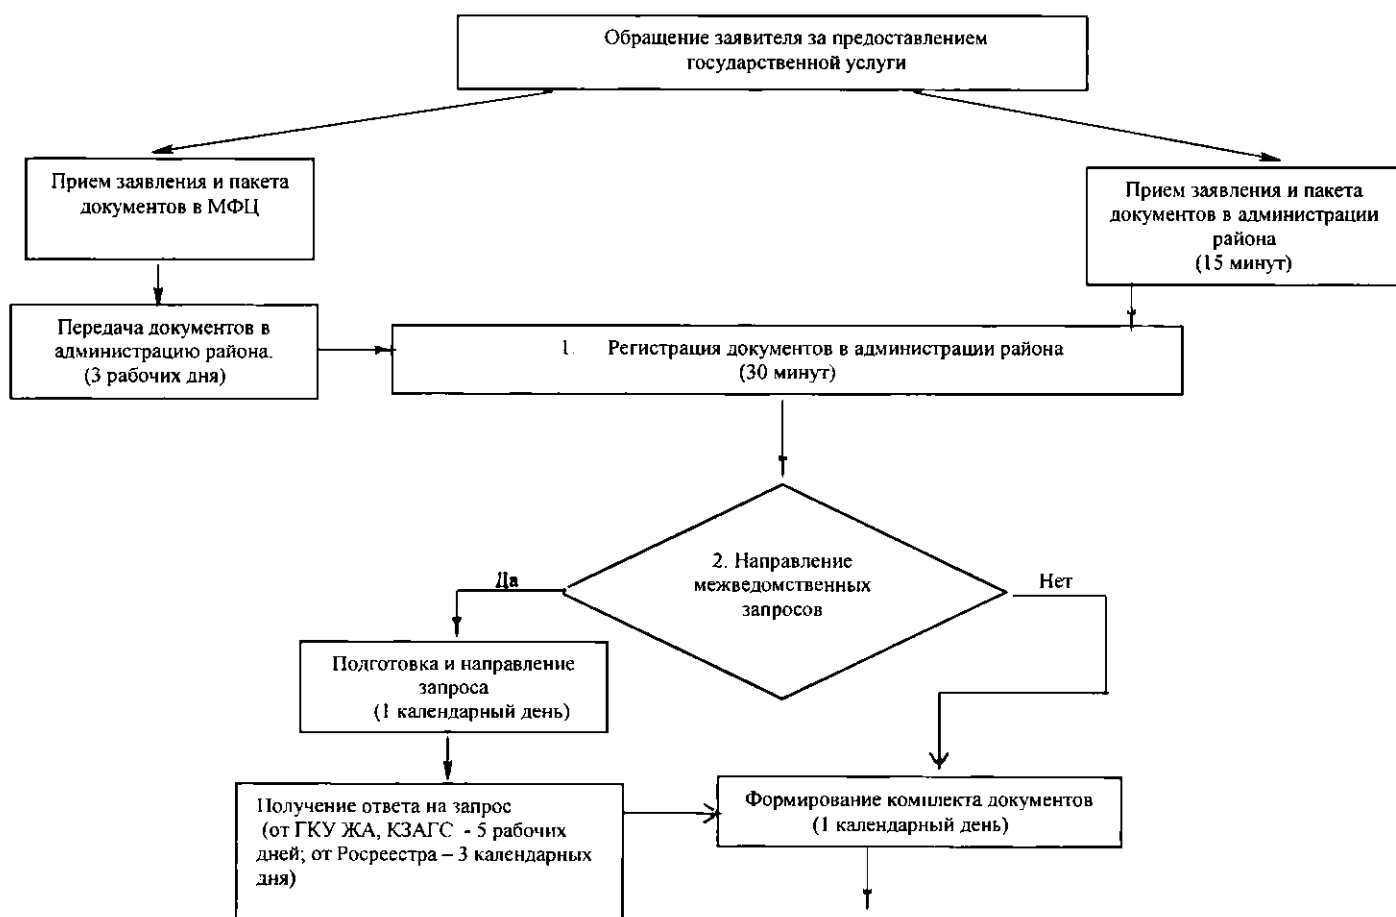 Обращение заявителя за предоставлением
государственной услуги
Прием заявления и пакета
документов в МФЦ
Прием заявления и пакета
документов в администрации
района
(15 минут)
Передача документов в
администрацию района.
(3 рабочих дня)
1. Регистрация документов в администрации района
(30 минут)
2. Направление
межведомственных
запросов
Да
Нет
Подготовка и направление
запроса
(1 календарный день)
Получение ответа на запрос
(от ГКУ ЖА, КЗАГС - 5 рабочих
дней; от Росреестра – 3 календарных
дня)
Формирование комплекта документов
(1 календарный день)